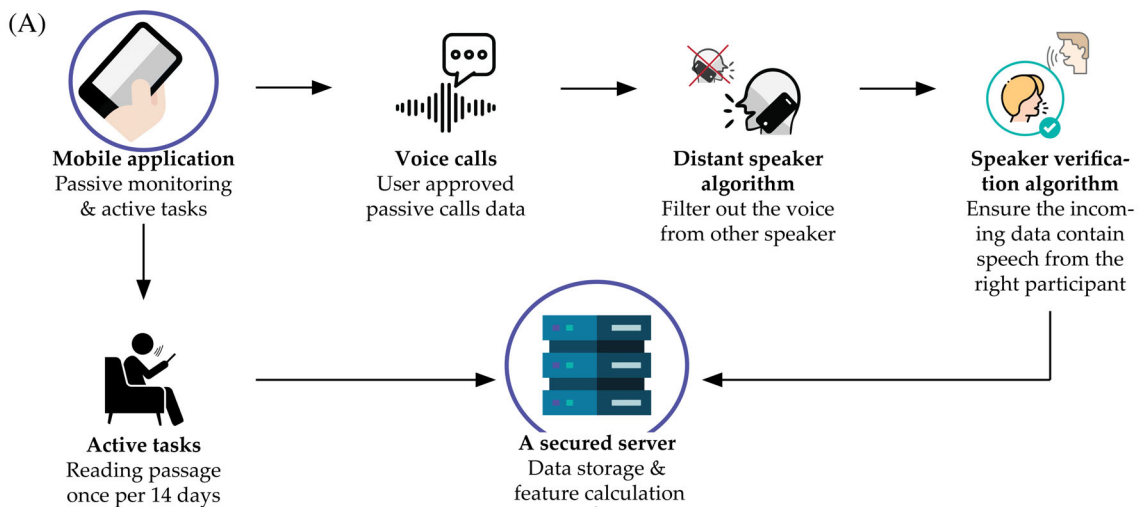 (A)
Mobile application
Passive monitoring
& active tasks
Voice calls
User approved
passive calls data
Distant speaker
algorithm
Filter out the voice
from other speaker
Speaker verifica-
tion algorithm
Ensure the incom-
ing data contain
speech from the
right participant
Active tasks
Reading passage
once per 14 days
A secured server
Data storage &
feature calculation